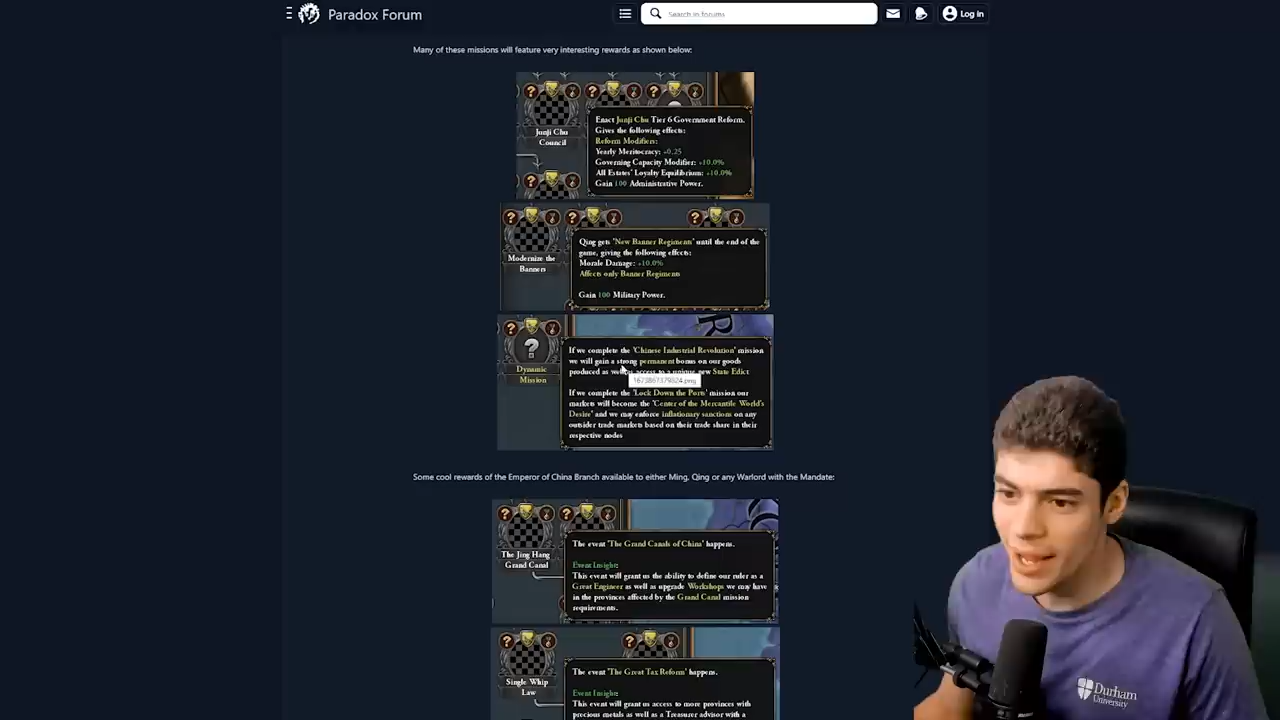 Paradox Forum
Search in forums
Log in
Many of these missions will feature very interesting rewards as shown below:
Junji Chu
Council
Enact Junji Chu Tier 6 Government Reform.
Gives the following effects:
Reform Modifiers:
Yearly Meritocracy: +0.25
Governing Capacity Modifier: +10.0%
All Estates' Loyalty Equilibrium: +10.0%
Gain 100 Administrative Power.
Modernize the
Banners
Qing gets 'New Banner Regiments' until the end of the
game, giving the following effects:
Morale Damage: +10.0%
Affects only Banner Regiments
Gain 100 Military Power.
Dynamic
Mission
If we complete the 'Chinese Industrial Revolution' mission
we will gain a strong permanent bonus on our goods
produced as well as access to a unique new State Edict
1673867379824.png
If we complete the 'Lock Down the Ports' mission our
markets will become the 'Center of the Mercantile World's
Desire' and we may enforce inflationary sanctions on any
outsider trade markets based on their trade share in their
respective nodes
Some cool rewards of the Emperor of China Branch available to either Ming, Qing or any Warlord with the Mandate:
The Jing Hang
Grand Canal
The event 'The Grand Canals of China' happens.
Event Insight:
This event will grant us the ability to define our ruler as a
Great Engineer as well as upgrade Workshops we may have
in the provinces affected by the Grand Canal mission
requirements.
Single Whip
Law
The event 'The Great Tax Reform' happens.
Event Insight:
This event will grant us access to more provinces with
precious metals as well as a Treasurer advisor with a
Durham
University